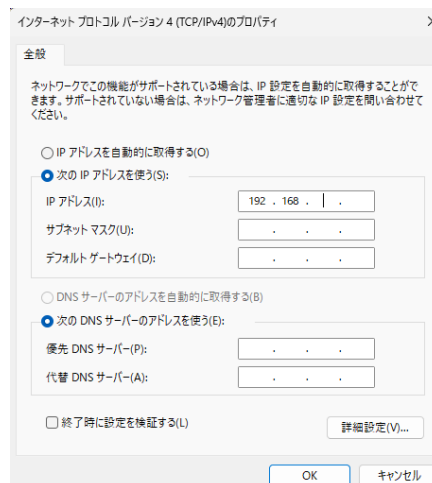 インターネット プロトコル バージョン 4 (TCP/IPv4)のプロパティ
全般
ネットワークでこの機能がサポートされている場合は、IP 設定を自動的に取得することがで
きます。サポートされていない場合は、ネットワーク管理者に適切な IP 設定を問い合わせて
ください。
IP アドレスを自動的に取得する(O)
次の IP アドレスを使う(S):
IP アドレス(I): 192 . 168 . .
サブネット マスク(U): . . .
デフォルト ゲートウェイ(D): . . .
DNS サーバーのアドレスを自動的に取得する(B)
次の DNS サーバーのアドレスを使う(E):
優先 DNS サーバー(P): . . .
代替 DNS サーバー(A): . . .
終了時に設定を検証する(L)
詳細設定(V)...
OK キャンセル